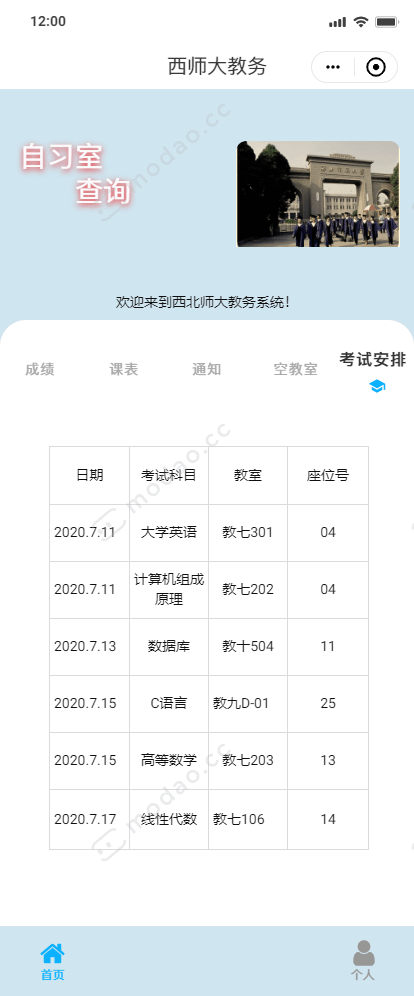 12:00
西师大教务
自习室
查询
欢迎来到西北师大教务系统！
成绩 课表 通知 空教室 考试安排
日期 考试科目 教室 座位号
2020.7.11 大学英语 教七301 04
2020.7.11 计算机组成
原理 教七202 04
2020.7.13 数据库 教十504 11
2020.7.15 C语言 教九D-01 25
2020.7.15 高等数学 教七203 13
2020.7.17 线性代数 教七106 14
首页 个人
modao.cc
modao.cc
modao.cc